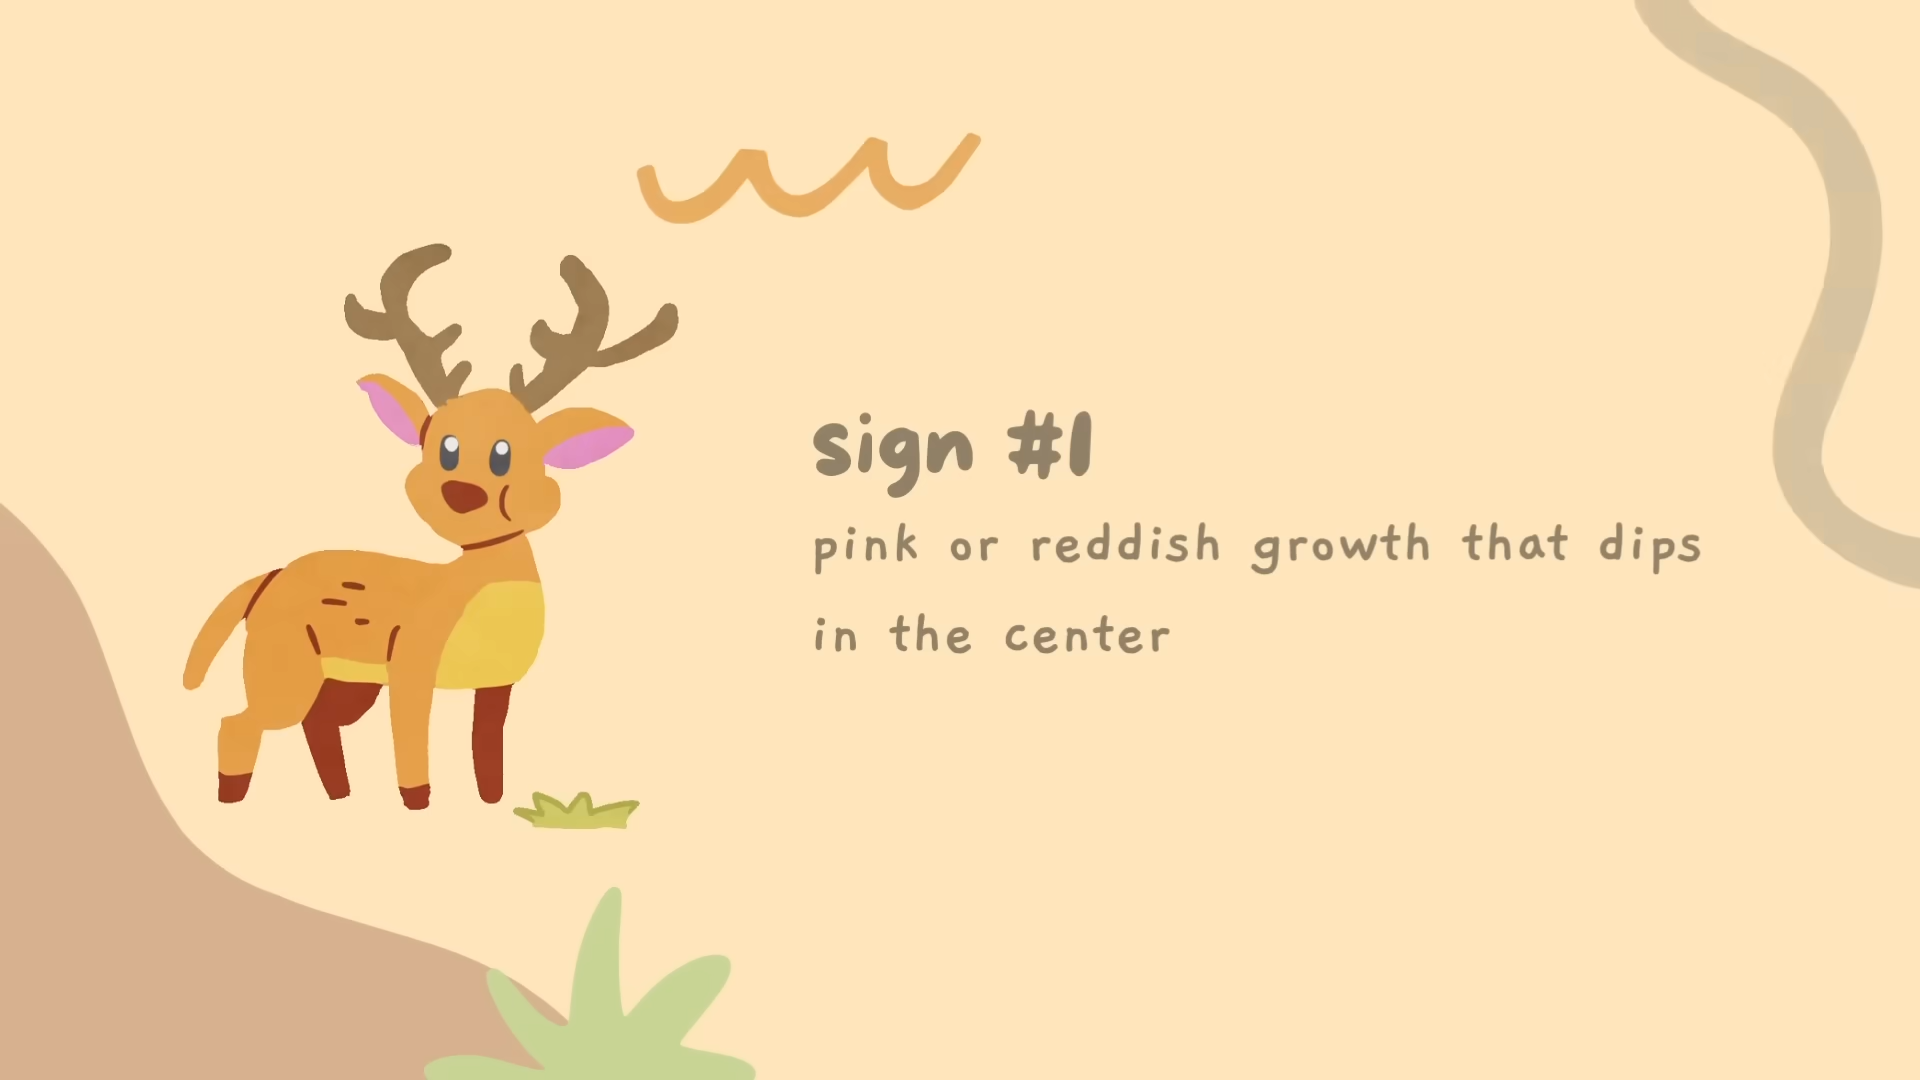 sign #1
pink or reddish growth that dips
in the center